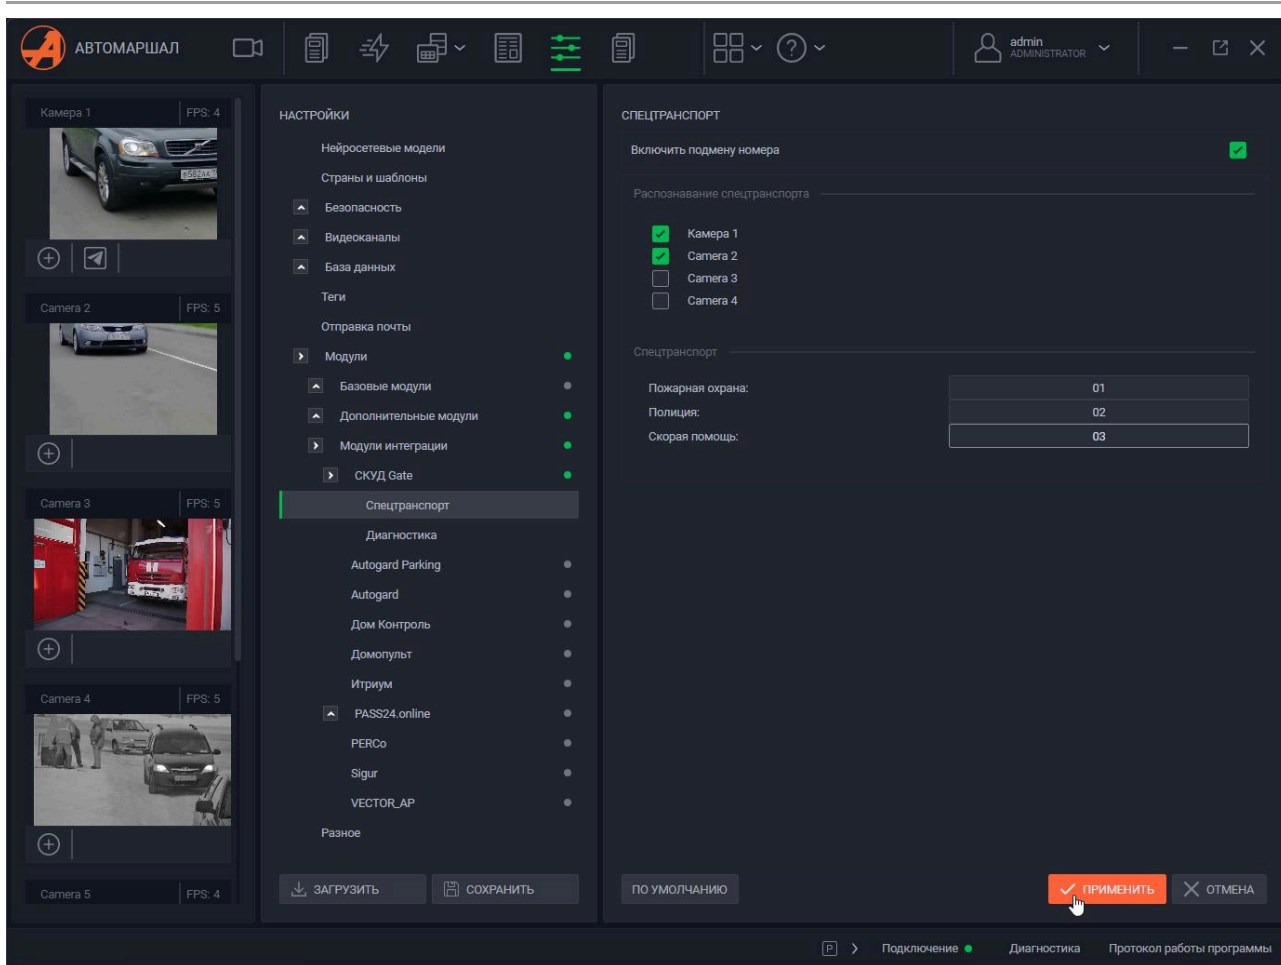 АВТОМАРШАЛ
admin
ADMINISTRATOR
Камера 1
FPS: 4
Camera 2
FPS: 5
Camera 3
FPS: 5
Camera 4
FPS: 5
Camera 5
FPS: 4
НАСТРОЙКИ
Нейросетевые модели
Страны и шаблоны
Безопасность
Видеоканалы
База данных
Теги
Отправка почты
Модули
Базовые модули
Дополнительные модули
Модули интеграции
СКУД Gate
Спецтранспорт
Диагностика
Autogard Parking
Autogard
Дом Контроль
Домопульт
Итриум
PASS24.online
PERCo
Sigur
VECTOR_AP
Разное
ЗАГРУЗИТЬ
СОХРАНИТЬ
СПЕЦТРАНСПОРТ
Включить подмену номера
Распознавание спецтранспорта
Камера 1
Camera 2
Camera 3
Camera 4
Спецтранспорт
Пожарная охрана:
01
Полиция:
02
Скорая помощь:
03
ПО УМОЛЧАНИЮ
ПРИМЕНИТЬ
ОТМЕНА
P
Подключение
Диагностика
Протокол работы программы